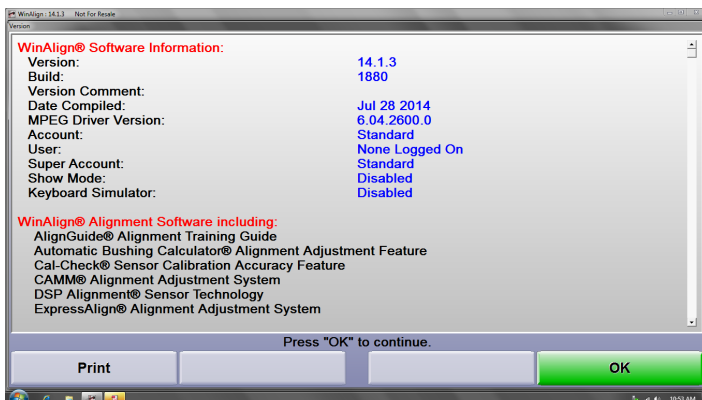 WinAlign : 14.1.3 Not For Resale
Version
WinAlign® Software Information:
Version: 14.1.3
Build: 1880
Version Comment:
Date Compiled: Jul 28 2014
MPEG Driver Version: 6.04.2600.0
Account: Standard
User: None Logged On
Super Account: Standard
Show Mode: Disabled
Keyboard Simulator: Disabled
WinAlign® Alignment Software including:
AlignGuide® Alignment Training Guide
Automatic Bushing Calculator® Alignment Adjustment Feature
Cal-Check® Sensor Calibration Accuracy Feature
CAMM® Alignment Adjustment System
DSP Alignment® Sensor Technology
ExpressAlign® Alignment Adjustment System
Press "OK" to continue.
Print OK
10:53 AM